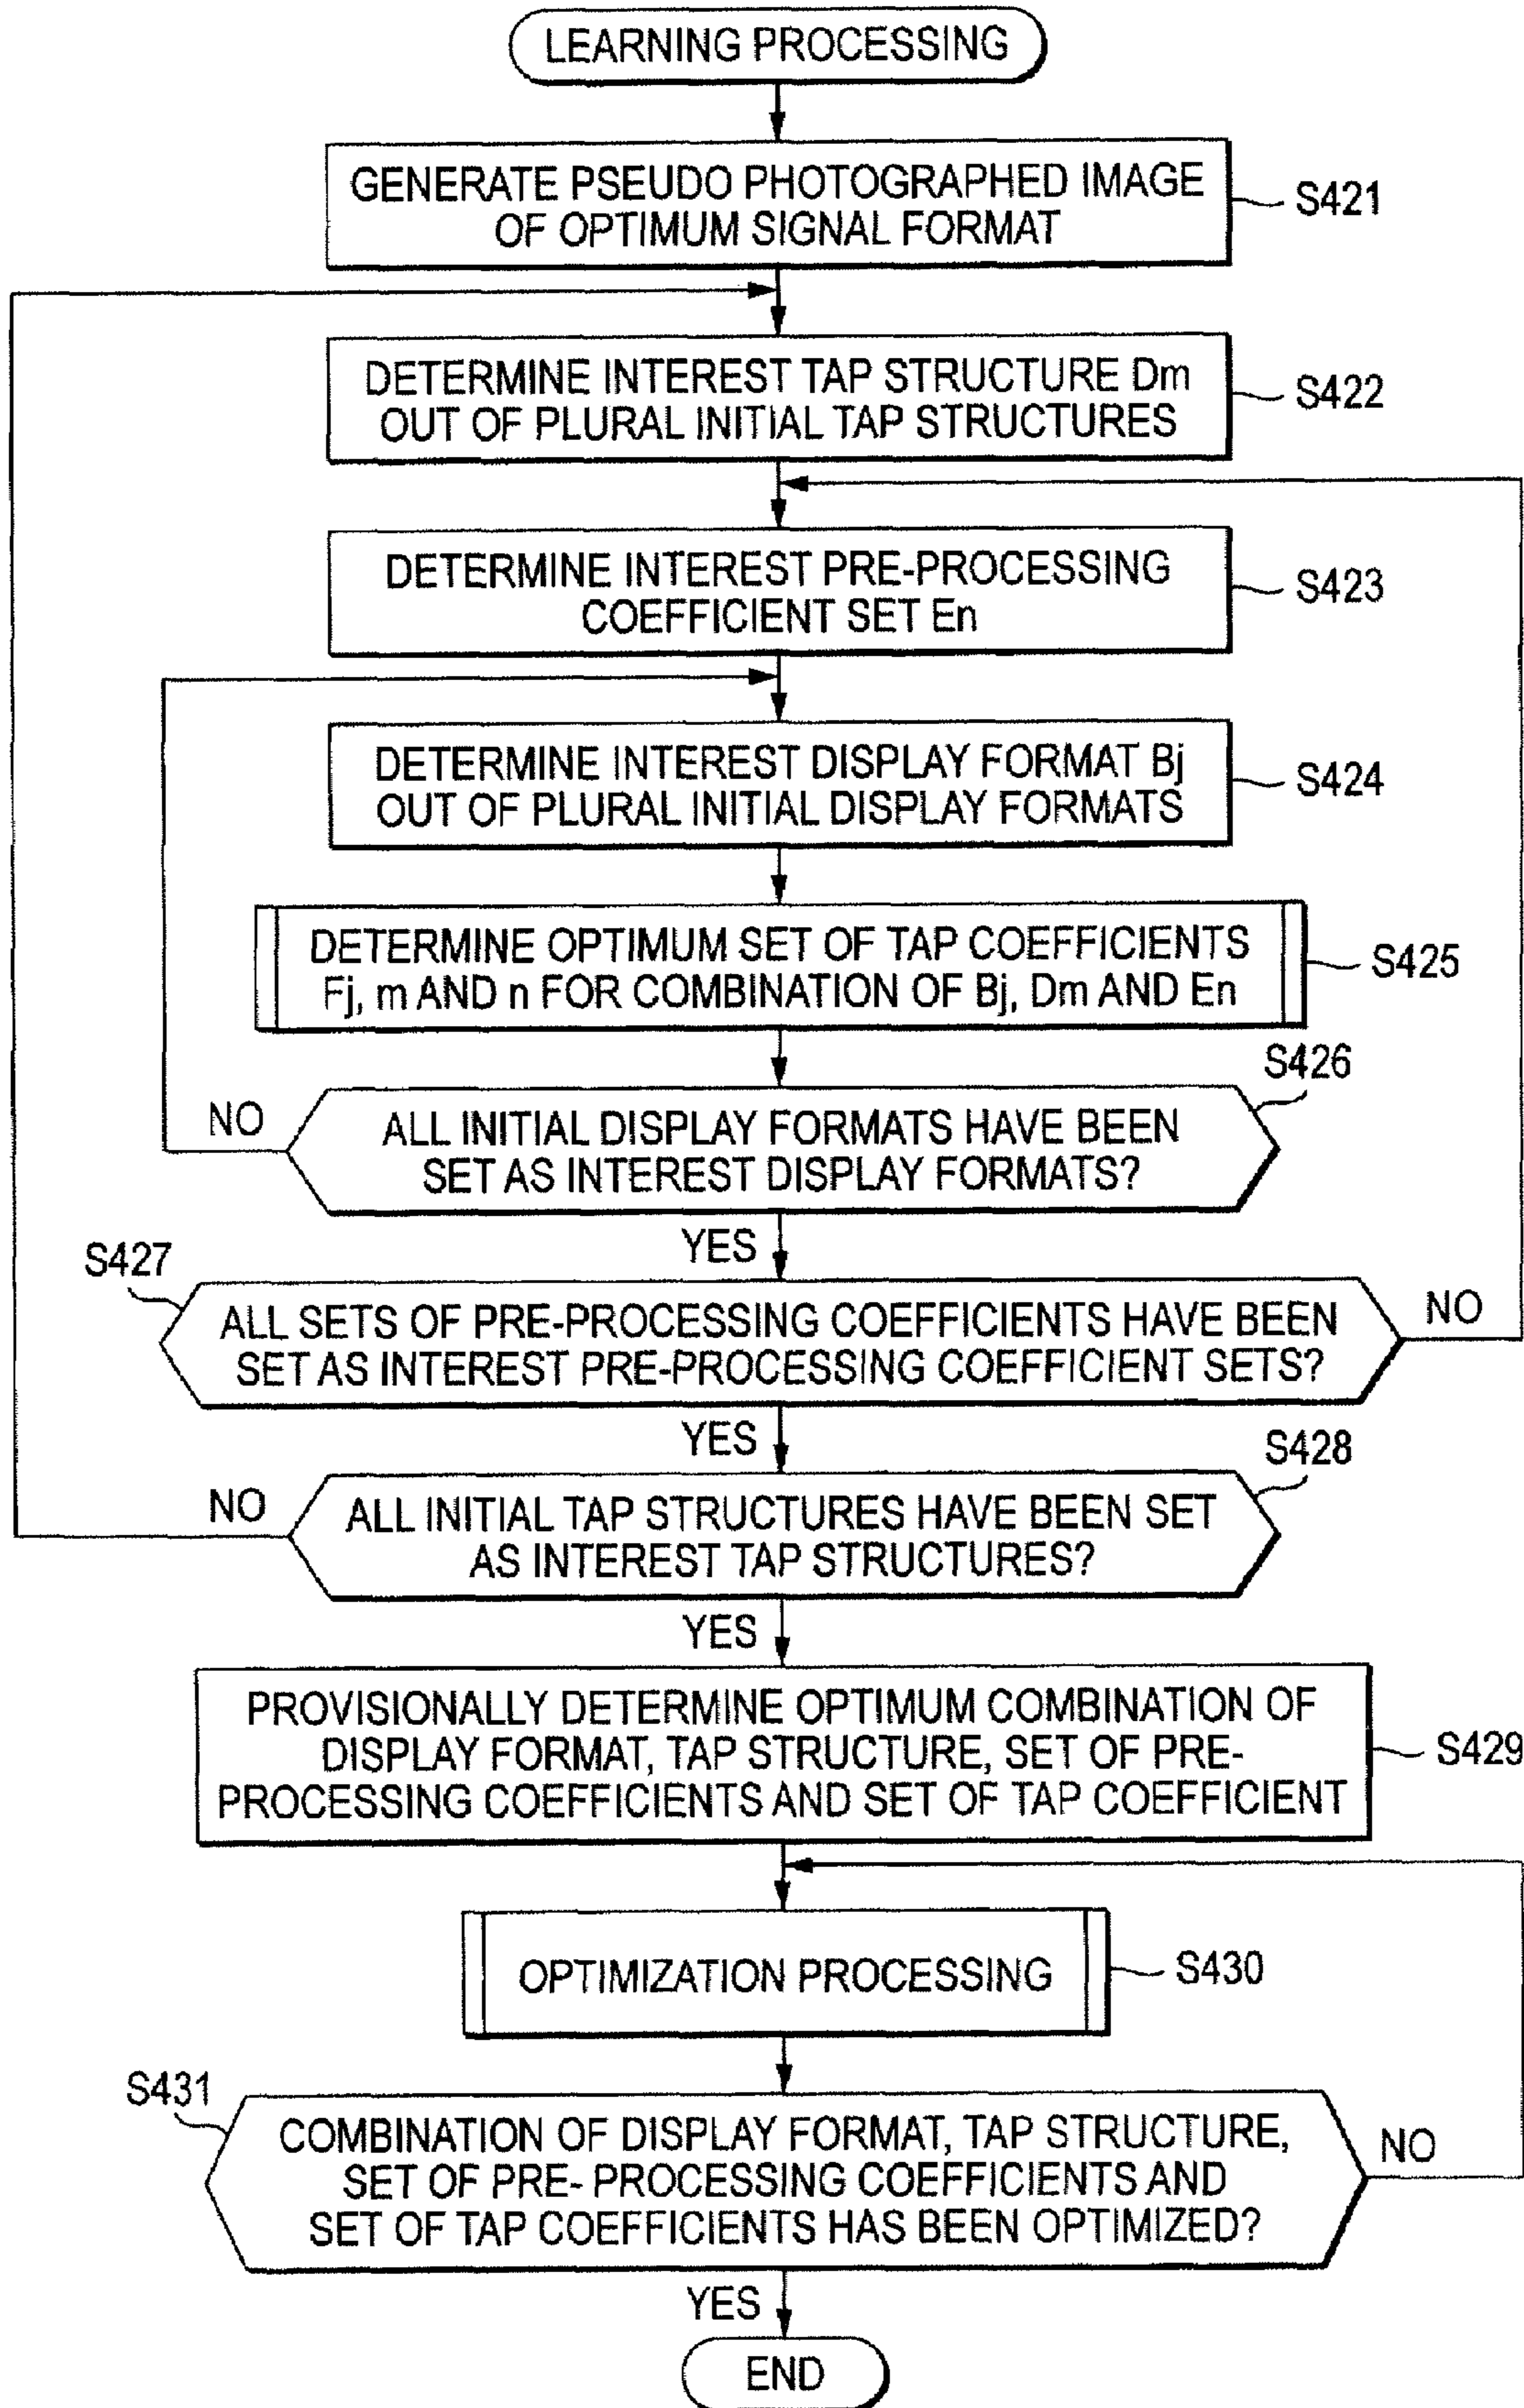 LEARNING PROCESSING
GENERATE PSEUDO PHOTOGRAPHED IMAGE
OF OPTIMUM SIGNAL FORMAT
S421
DETERMINE INTEREST TAP STRUCTURE Dm
OUT OF PLURAL INITIAL TAP STRUCTURES
S422
DETERMINE INTEREST PRE-PROCESSING
COEFFICIENT SET En
S423
DETERMINE INTEREST DISPLAY FORMAT Bj
OUT OF PLURAL INITIAL DISPLAY FORMATS
S424
DETERMINE OPTIMUM SET OF TAP COEFFICIENTS
Fj, m AND n FOR COMBINATION OF Bj, Dm AND En
S425
S426
NO
ALL INITIAL DISPLAY FORMATS HAVE BEEN
SET AS INTEREST DISPLAY FORMATS?
YES
S427
ALL SETS OF PRE-PROCESSING COEFFICIENTS HAVE BEEN
SET AS INTEREST PRE-PROCESSING COEFFICIENT SETS?
NO
YES
S428
NO
ALL INITIAL TAP STRUCTURES HAVE BEEN SET
AS INTEREST TAP STRUCTURES?
YES
PROVISIONALLY DETERMINE OPTIMUM COMBINATION OF
DISPLAY FORMAT, TAP STRUCTURE, SET OF PRE-
PROCESSING COEFFICIENTS AND SET OF TAP COEFFICIENT
S429
OPTIMIZATION PROCESSING
S430
S431
COMBINATION OF DISPLAY FORMAT, TAP STRUCTURE,
SET OF PRE- PROCESSING COEFFICIENTS AND
SET OF TAP COEFFICIENTS HAS BEEN OPTIMIZED?
NO
YES
END